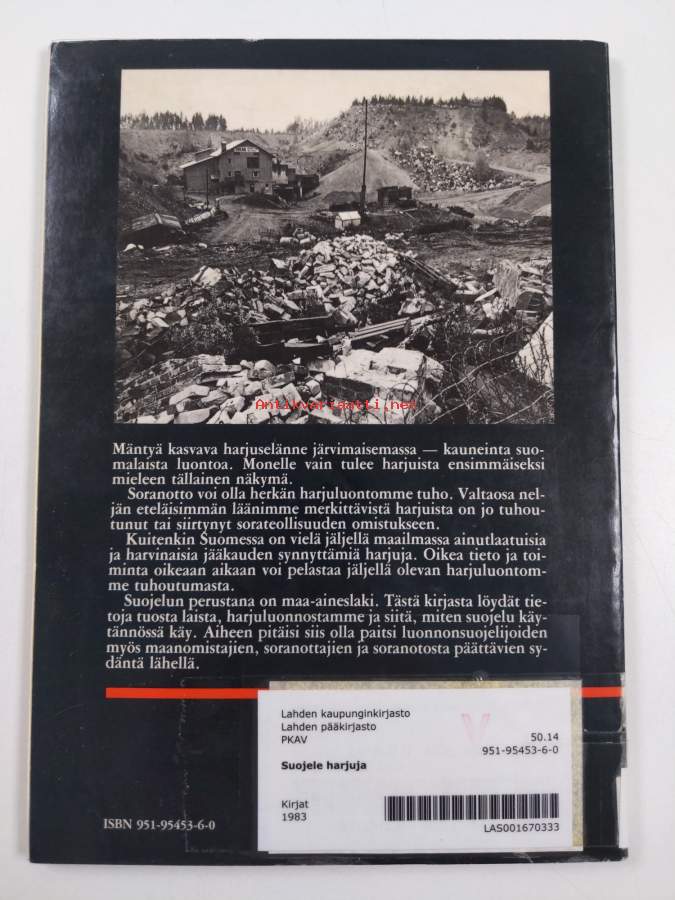 Antikvariaatti.net
Mäntyä kasvava harjuselänne järvimaisemassa — kauneinta suo-
malaista luontoa. Monelle vain tulee harjuista ensimmäiseksi
mieleen tällainen näkymä.
Soranotto voi olla herkän harjuluontomme tuho. Valtaosa nel-
jän eteläisimmän läänimme merkittävistä harjuista on jo tuhou-
tunut tai siirtynyt sorateollisuuden omistukseen.
Kuitenkin Suomessa on vielä jäljellä maailmassa ainutlaatuisia
ja harvinaisia jääkauden synnyttämiä harjuja. Oikea tieto ja toi-
minta oikeaan aikaan voi pelastaa jäljellä olevan harjuluontom-
me tuhoutumasta.
Suojelun perustana on maa-aineslaki. Tästä kirjasta löydät tie-
toja tuosta laista, harjuluonnostamme ja siitä, miten suojelu käy-
tännössä käy. Aiheen pitäisi siis olla paitsi luonnonsuojelijoiden
myös maanomistajien, soranottajien ja soranotosta päättävien sy-
däntä lähellä.
Lahden kaupunginkirjasto
Lahden pääkirjasto
PKAV
V
50.14
951-95453-6-0
Suojele harjuja
Kirjat
1983
LAS001670333
ISBN 951-95453-6-0